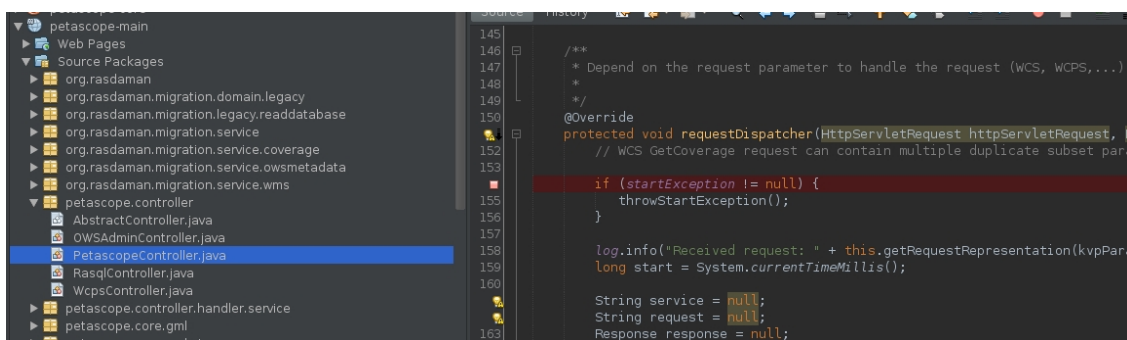 petascope-main
Web Pages
Source Packages
org.rasdaman
org.rasdaman.migration.domain.legacy
org.rasdaman.migration.legacy.readdatabase
org.rasdaman.migration.service
org.rasdaman.migration.service.coverage
org.rasdaman.migration.service.owsmetadata
org.rasdaman.migration.service.wms
petascope.controller
AbstractController.java
OWSAdminController.java
PetascopeController.java
RasqlController.java
WcpsController.java
petascope.controller.handler.service
petascope.core.gml
Source History
145
146 /**
147 * Depend on the request parameter to handle the request (WCS, WCPS,...)
148 *
149 */
150 @Override
protected void requestDispatcher(HttpServletRequest httpServletRequest,
152 // WCS GetCoverage request can contain multiple duplicate subset para
153
if (startException != null) {
155 throwStartException();
156 }
157
158 log.info("Received request: " + this.getRequestRepresentation(kvpPar
159 long start = System.currentTimeMillis();
160
String service = null;
String request = null;
163 Response response = null;